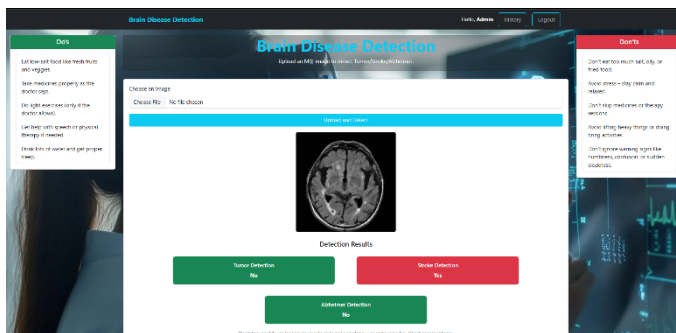 Brain Disease Detection
Hello, Admin
History
Logout
Do's
Eat low-salt food like fresh fruits
and veggies.
Take medicines properly as the
doctor says.
Do light exercises (only if the
doctor allows).
Get help with speech or physical
therapy if needed.
Drink lots of water and get proper
sleep.
Brain Disease Detection
Upload an MRI image to detect Tumor/Stroke/Alzheimer.
Choose an Image
Choose File No file chosen
Upload and Detect
Detection Results
Tumor Detection
No
Stroke Detection
Yes
Alzheimer Detection
No
Don'ts
Don't eat too much salt, oily, or
fried food.
Avoid stress – stay calm and
relaxed.
Don't skip medicines or therapy
sessions.
Avoid lifting heavy things or doing
tiring activities.
Don't ignore warning signs like
numbness, confusion, or sudden
weakness.